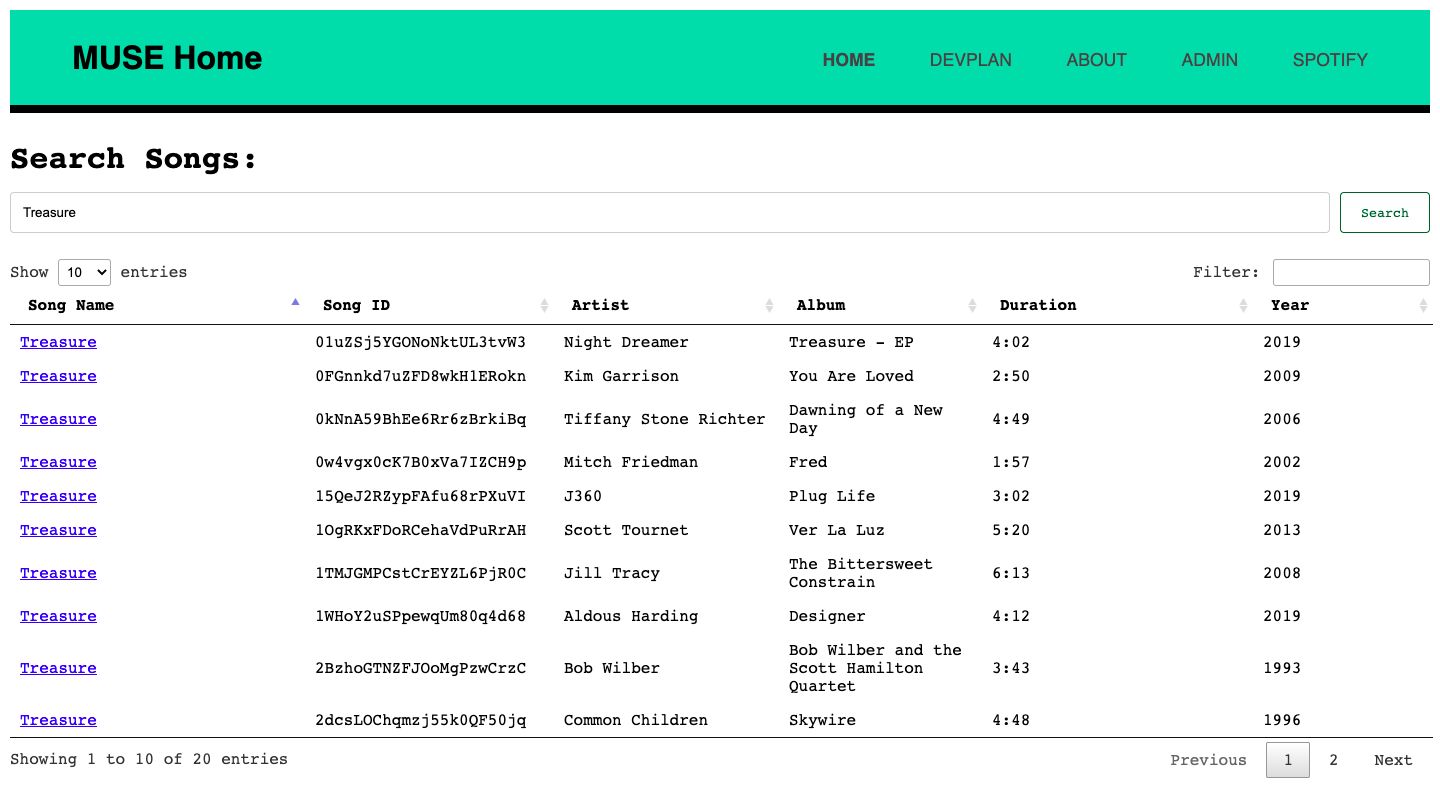 MUSE Home
HOME DEVPLAN ABOUT ADMIN SPOTIFY
Search Songs:
Treasure Search
Show 10 entries Filter:
Song Name Song ID Artist Album Duration Year
Treasure 01uZSj5YGONoNktUL3tvW3 Night Dreamer Treasure - EP 4:02 2019
Treasure 0FGnnkd7uZFD8wkH1ERokn Kim Garrison You Are Loved 2:50 2009
Treasure 0kNnA59BhEe6Rr6zBrkiBq Tiffany Stone Richter Dawning of a New Day 4:49 2006
Treasure 0w4vgx0cK7B0xVa7IZCH9p Mitch Friedman Fred 1:57 2002
Treasure 15QeJ2RZypFAfu68rPXuVI J360 Plug Life 3:02 2019
Treasure 1OgRKxFDoRCehaVdPuRrAH Scott Tournet Ver La Luz 5:20 2013
Treasure 1TMJGMPCstCrEYZL6PjR0C Jill Tracy The Bittersweet Constrain 6:13 2008
Treasure 1WHoY2uSPpewqUm80q4d68 Aldous Harding Designer 4:12 2019
Treasure 2BzhoGTNZFJOoMgPzwCrzC Bob Wilber Bob Wilber and the Scott Hamilton Quartet 3:43 1993
Treasure 2dcsLOChqmzj55k0QF50jq Common Children Skywire 4:48 1996
Showing 1 to 10 of 20 entries Previous 1 2 Next